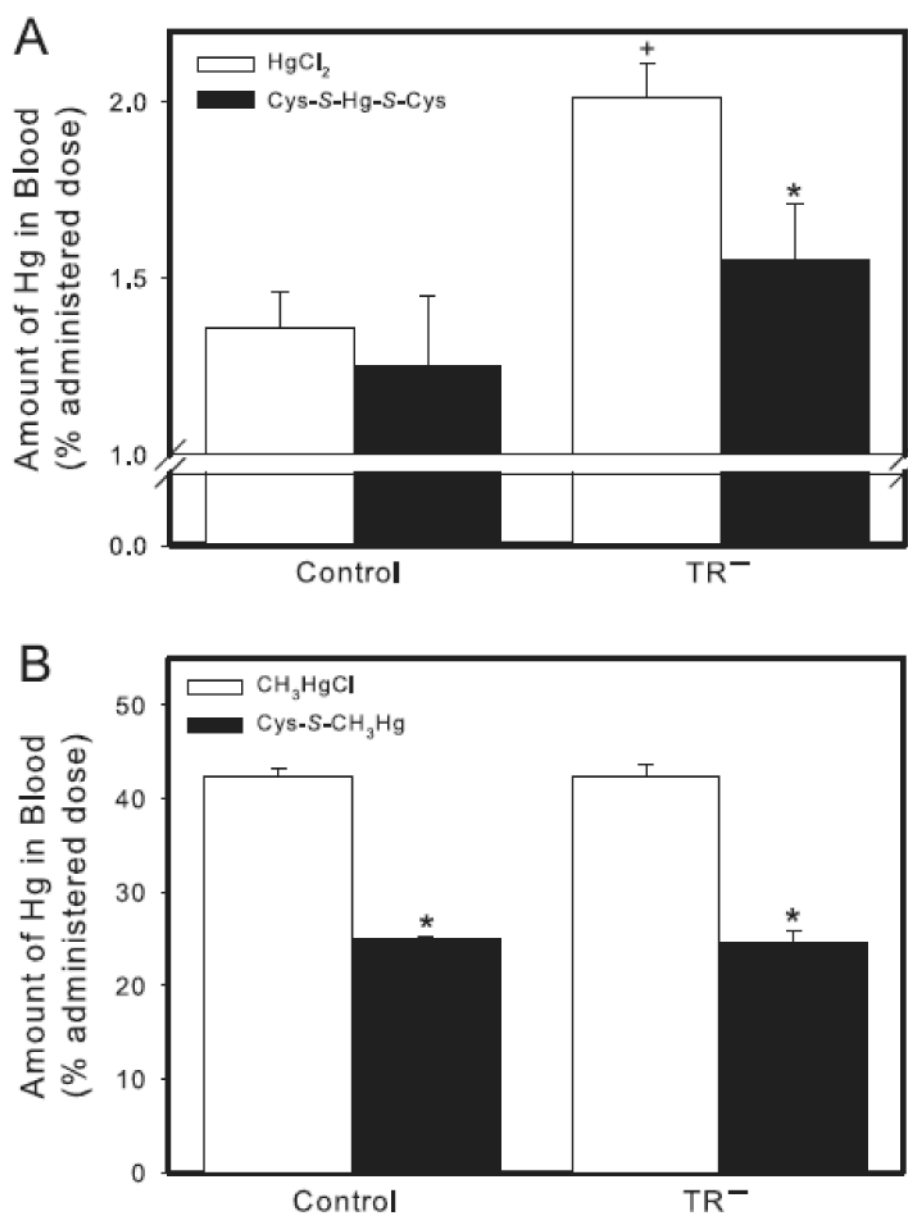 A
HgCl₂
Cys-S-Hg-S-Cys
Amount of Hg in Blood
(% administered dose)
2.0
1.5
1.0
0.0
+
*
Control
TR⁻
B
CH₃HgCl
Cys-S-CH₃Hg
Amount of Hg in Blood
(% administered dose)
50
40
30
20
10
0
*
*
Control
TR⁻